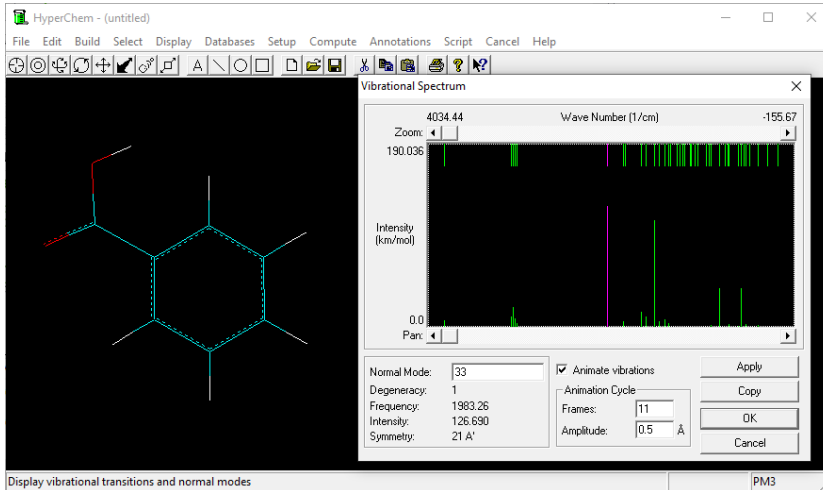 HyperChem - (untitled)
File Edit Build Select Display Databases Setup Compute Annotations Script Cancel Help
A
Vibrational Spectrum
4034.44 Wave Number (1/cm) -155.67
Zoom:
190.036
Intensity
(km/mol)
0.0
Pan:
Normal Mode: 33
Degeneracy: 1
Frequency: 1983.26
Intensity: 126.690
Symmetry: 21 A'
Animate vibrations
Animation Cycle
Frames: 11
Amplitude: 0.5 Å
Apply
Copy
OK
Cancel
Display vibrational transitions and normal modes
PM3